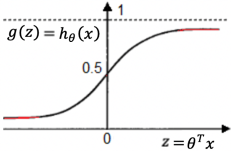 1
g(z) = hθ(x)
0.5
0
z = θᵀx